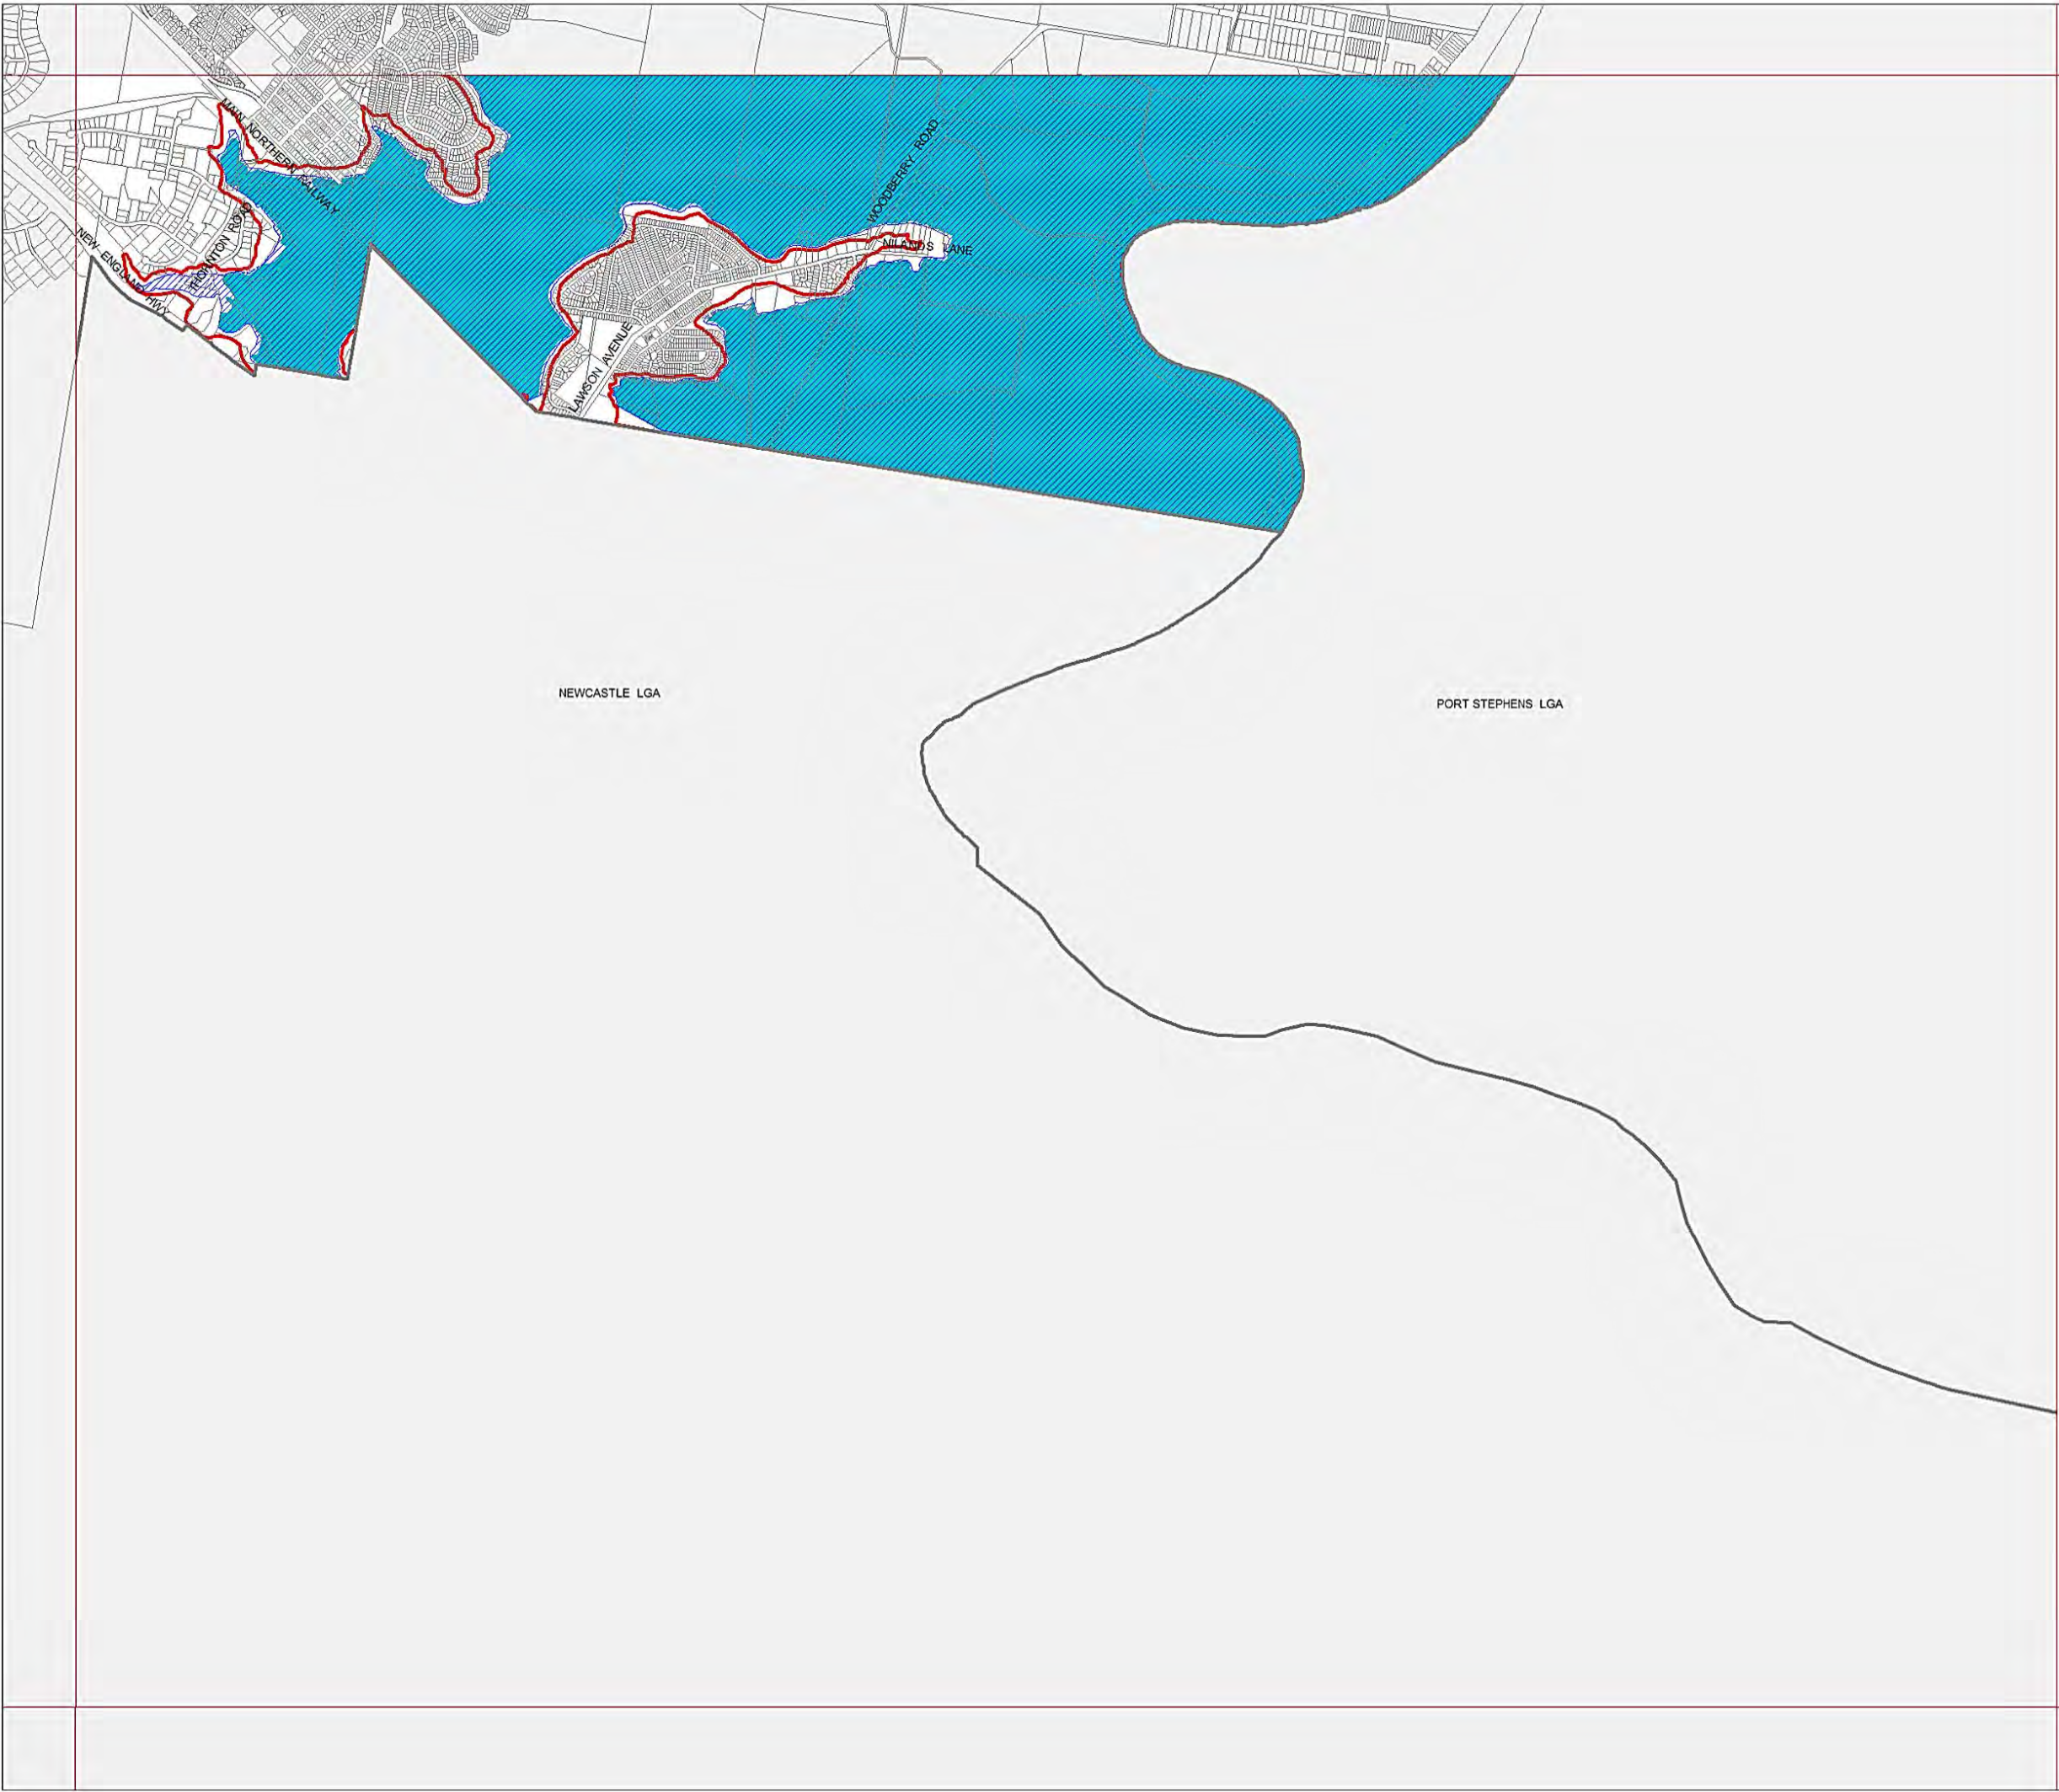 MAIN NORTHERN RAILWAY
WOODBERRY ROAD
THORNTON ROAD
NEW ENGLAND HWY
NILANDS LANE
LAWSON AVENUE
NEWCASTLE LGA
PORT STEPHENS LGA